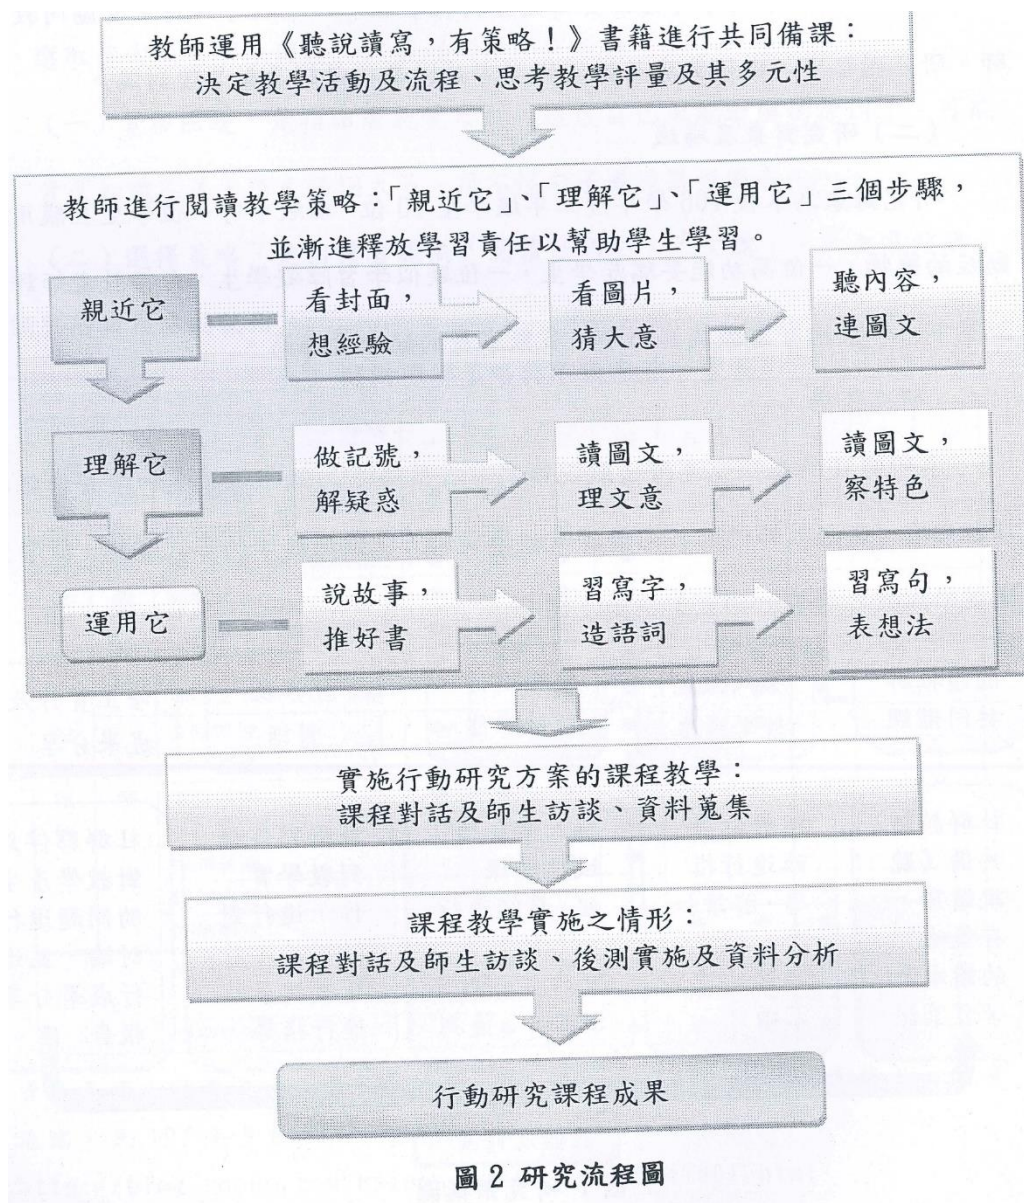 教師運用《聽說讀寫，有策略！》書籍進行共同備課：
決定教學活動及流程、思考教學評量及其多元性
教師進行閱讀教學策略：「親近它」、「理解它」、「運用它」三個步驟，
並漸進釋放學習責任以幫助學生學習。
親近它
看封面，
想經驗
看圖片，
猜大意
聽內容，
連圖文
理解它
做記號，
解疑惑
讀圖文，
理文意
讀圖文，
察特色
運用它
說故事，
推好書
習寫字，
造語詞
習寫句，
表想法
實施行動研究方案的課程教學：
課程對話及師生訪談、資料蒐集
課程教學實施之情形：
課程對話及師生訪談、後測實施及資料分析
行動研究課程成果
圖 2 研究流程圖